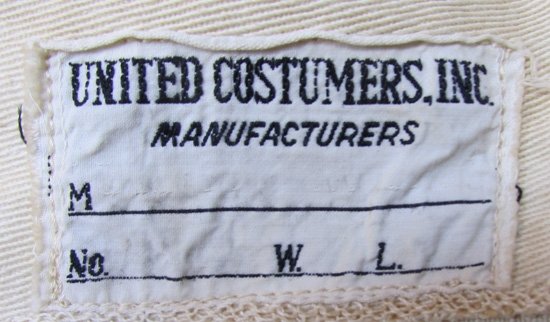 UNITED COSTUMERS, INC.
MANUFACTURERS
M
No. W. L.